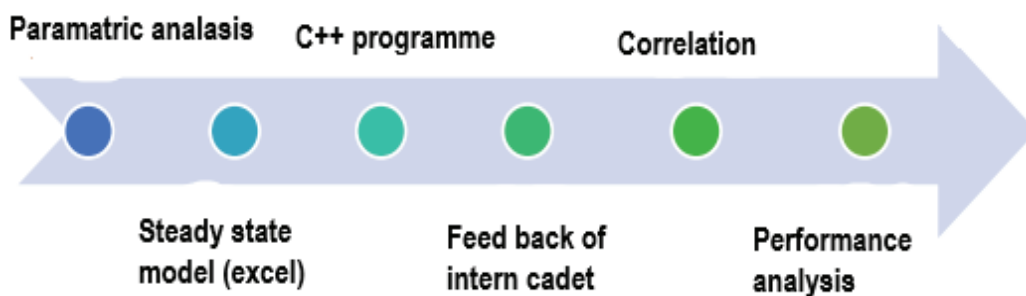 Paramatric analasis
Steady state
model (excel)
C++ programme
Feed back of
intern cadet
Correlation
Performance
analysis